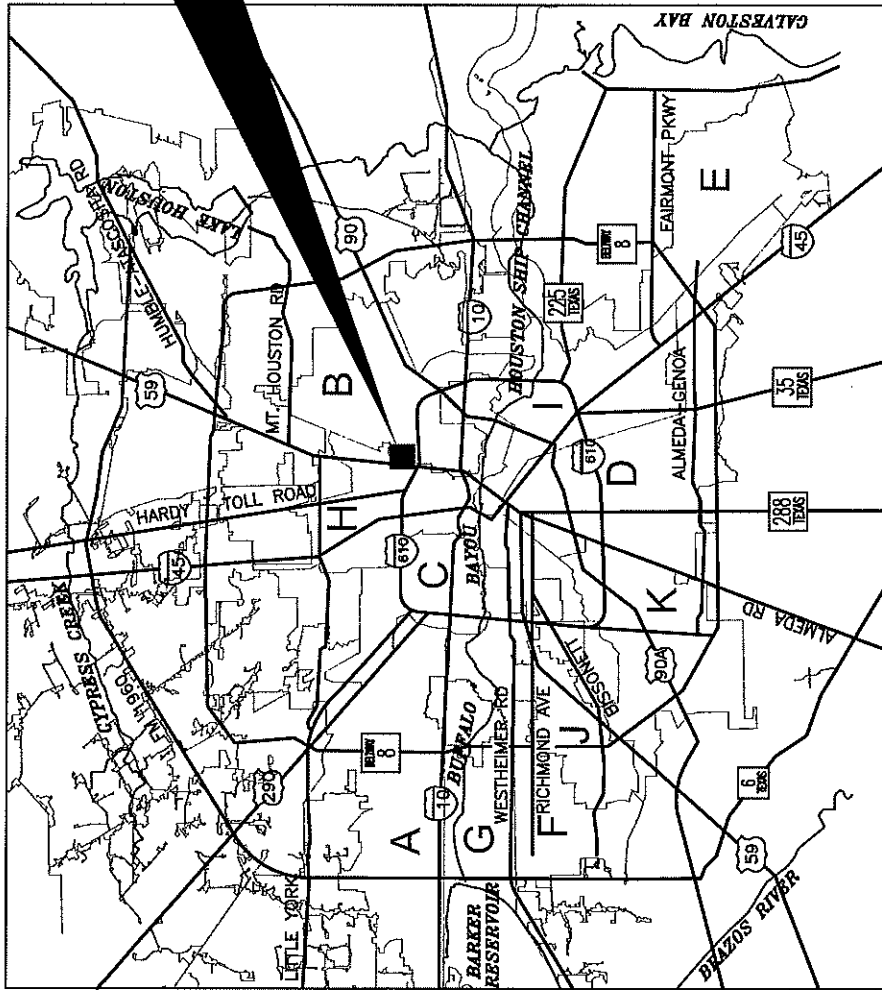 CYPRESS CREEK
FM 1960
HUMBLE-HUFFSMITH RD
LAKE HOUSTON
59
45
HARDY TOLL ROAD
MT. HOUSTON RD
290
LITTLE YORK
90
H
B
610
BELTWAY
8
A
C
10
10
BUFFALO
BAYOU
BARKER
RESERVOIR
G
WESTHEIMER RD
RICHMOND AVE
F
J
BISSONETT
HOUSTON SHIP CHANNEL
I
225
TEXAS
BELTWAY
8
GALVESTON BAY
610
D
FAIRMONT PKWY
E
K
90A
ALMEDA-GENOA
45
ALMEDA RD
6
TEXAS
59
BRAZOS RIVER
288
TEXAS
35
TEXAS